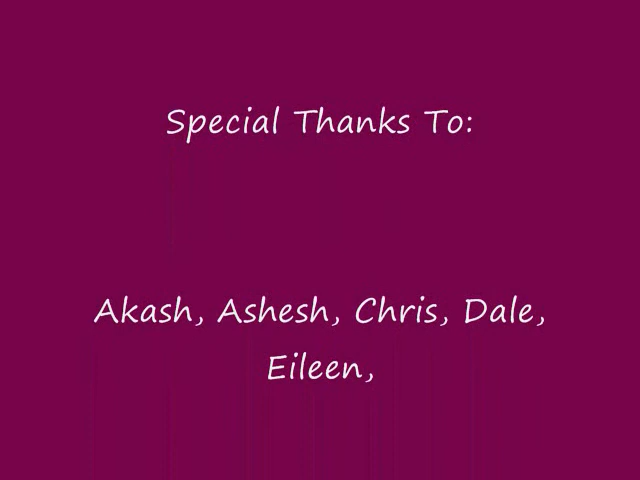 Special Thanks To:
Akash, Ashesh, Chris, Dale,
Eileen,